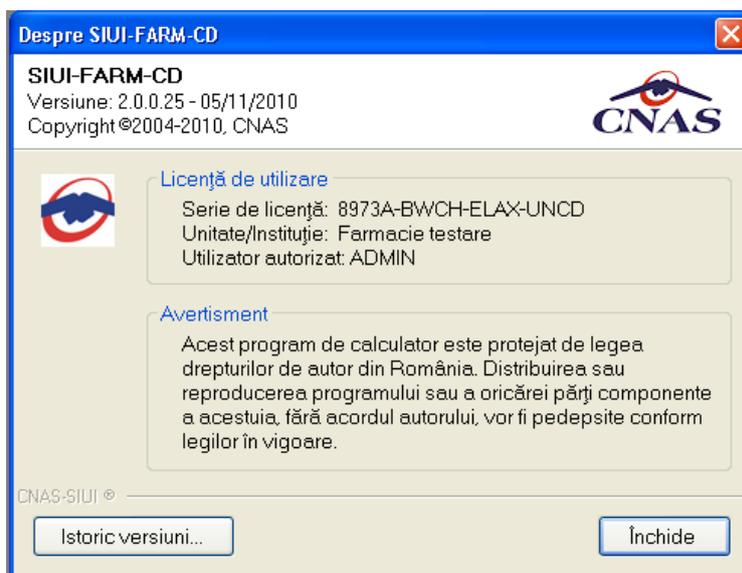 Despre SIUI-FARM-CD
SIUI-FARM-CD
Versiune: 2.0.0.25 - 05/11/2010
Copyright ©2004-2010, CNAS
CNAS
Licenţă de utilizare
Serie de licenţă: 8973A-BWCH-ELAX-UNCD
Unitate/Instituţie: Farmacie testare
Utilizator autorizat: ADMIN
Avertisment
Acest program de calculator este protejat de legea
drepturilor de autor din România. Distribuirea sau
reproducerea programului sau a oricărei părţi componente
a acestuia, fără acordul autorului, vor fi pedepsite conform
legilor în vigoare.
CNAS-SIUI ®
Istoric versiuni...
Închide